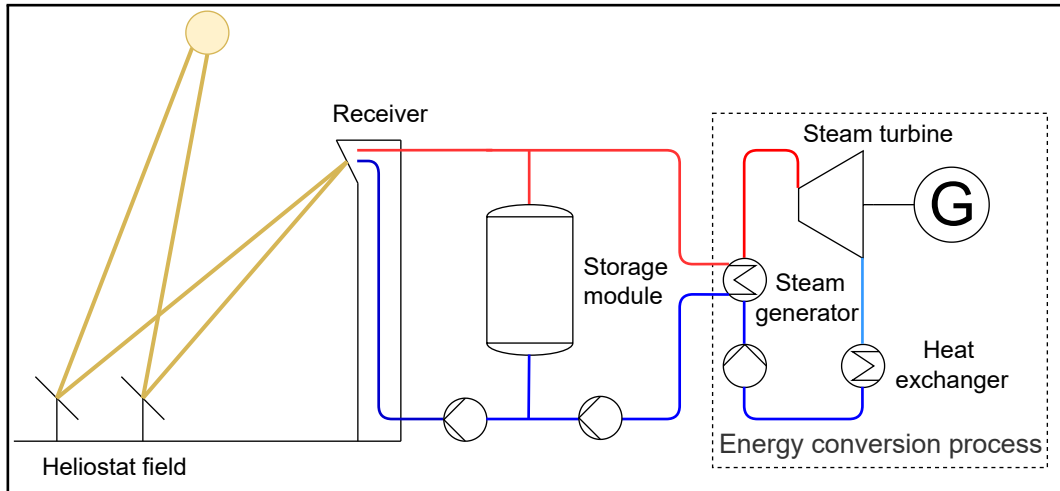 Receiver
Steam turbine
G
Storage
module
Steam
generator
Heat
exchanger
Energy conversion process
Heliostat field